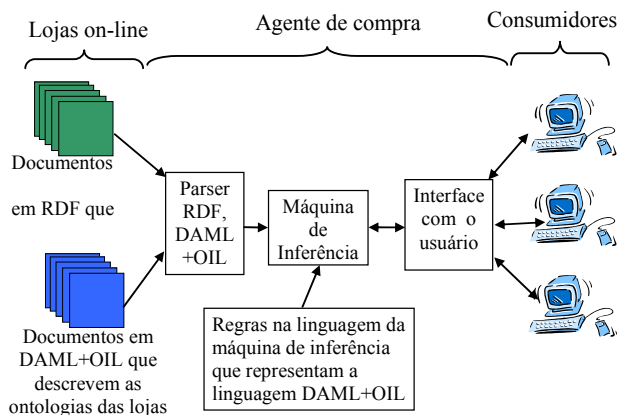 Lojas on-line
Agente de compra
Consumidores
Documentos
em RDF que
Documentos em
DAML+OIL que
descrevem as
ontologias das lojas
Parser
RDF,
DAML
+OIL
Máquina
de
Inferência
Interface
com o
usuário
Regras na linguagem da
máquina de inferência
que representam a
linguagem DAML+OIL